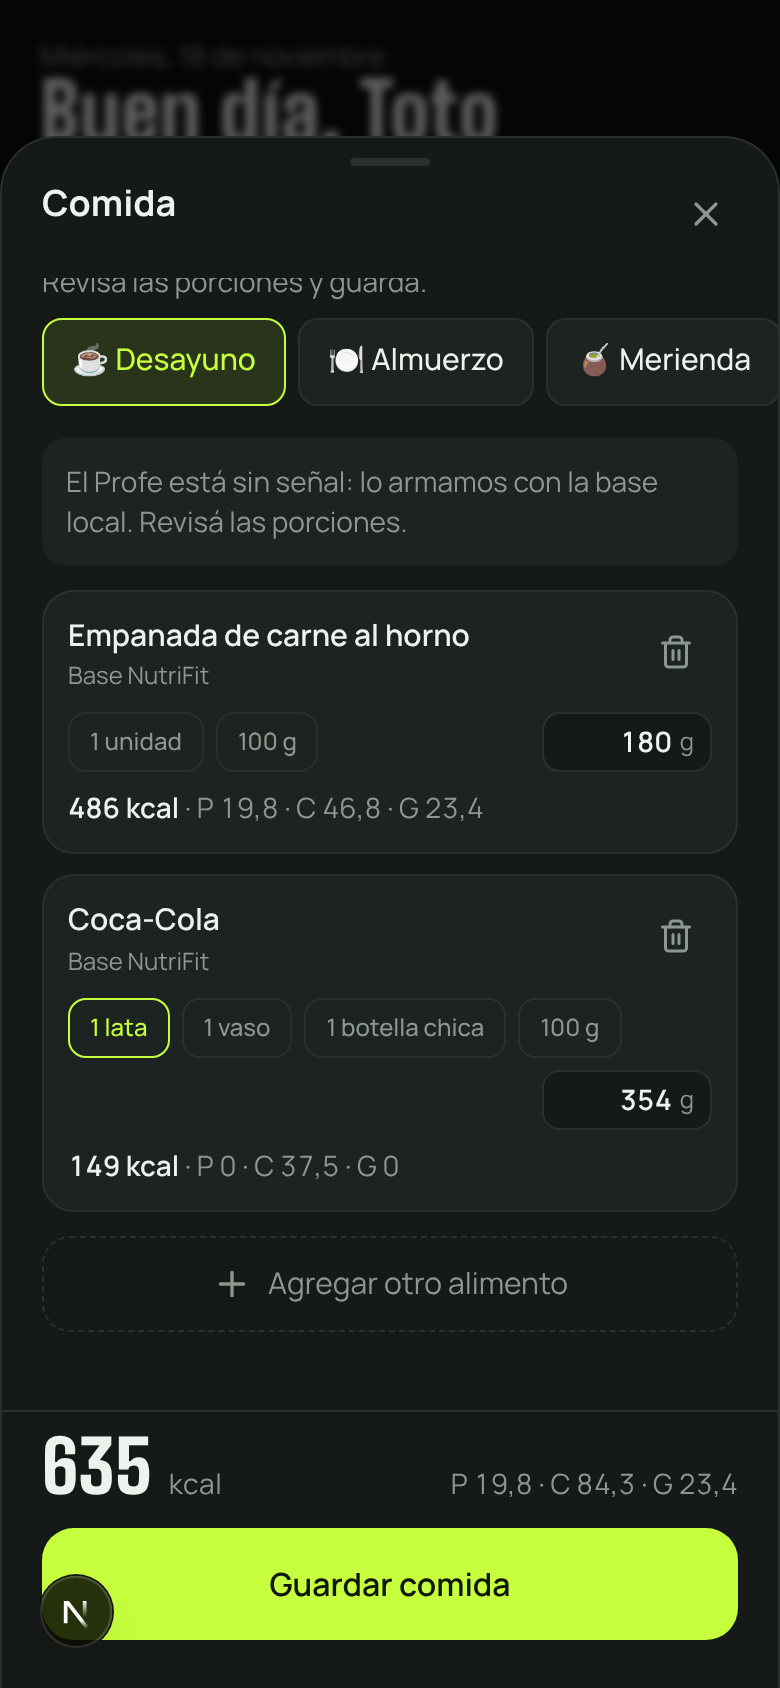 Miércoles, 18 de noviembre
Buen día, Toto
Comida
Revisa las porciones y guarda.
Desayuno
Almuerzo
Merienda
El Profe está sin señal: lo armamos con la base
local. Revisá las porciones.
Empanada de carne al horno
Base NutriFit
1 unidad
100 g
180 g
486 kcal · P 19,8 · C 46,8 · G 23,4
Coca-Cola
Base NutriFit
1 lata
1 vaso
1 botella chica
100 g
354 g
149 kcal · P 0 · C 37,5 · G 0
Agregar otro alimento
635 kcal
P 19,8 · C 84,3 · G 23,4
Guardar comida
N